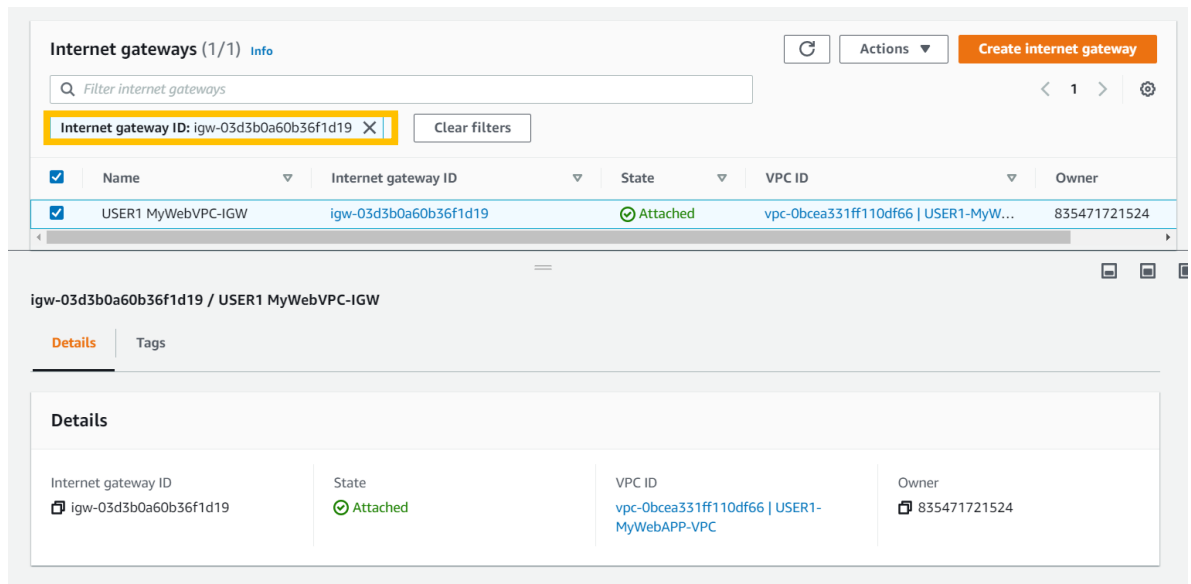 Internet gateways (1/1) Info
Actions
Create internet gateway
Filter internet gateways
1
Internet gateway ID: igw-03d3b0a60b36f1d19
Clear filters
Name Internet gateway ID State VPC ID Owner
USER1 MyWebVPC-IGW igw-03d3b0a60b36f1d19 Attached vpc-0bcea331ff110df66 | USER1-MyW... 835471721524
igw-03d3b0a60b36f1d19 / USER1 MyWebVPC-IGW
Details Tags
Details
Internet gateway ID State VPC ID Owner
igw-03d3b0a60b36f1d19 Attached vpc-0bcea331ff110df66 | USER1- 835471721524
MyWebAPP-VPC